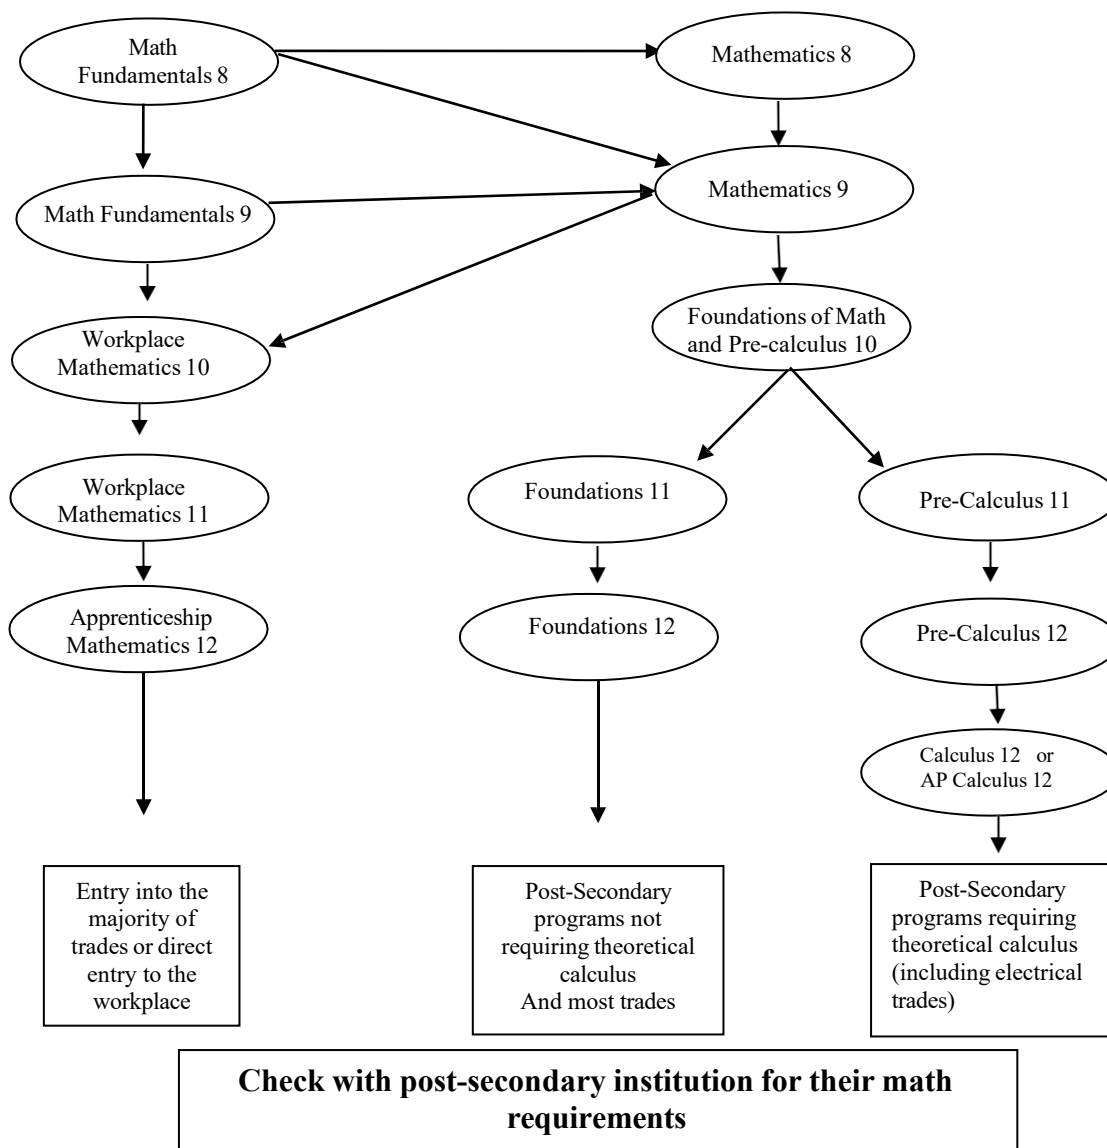 Math
Fundamentals 8
Mathematics 8
Mathematics 9
Math Fundamentals 9
Workplace
Mathematics 10
Foundations of Math
and Pre-calculus 10
Workplace
Mathematics 11
Foundations 11
Pre-Calculus 11
Apprenticeship
Mathematics 12
Foundations 12
Pre-Calculus 12
Calculus 12 or
AP Calculus 12
Entry into the
majority of
trades or direct
entry to the
workplace
Post-Secondary
programs not
requiring theoretical
calculus
And most trades
Post-Secondary
programs requiring
theoretical calculus
(including electrical
trades)
Check with post-secondary institution for their math
requirements